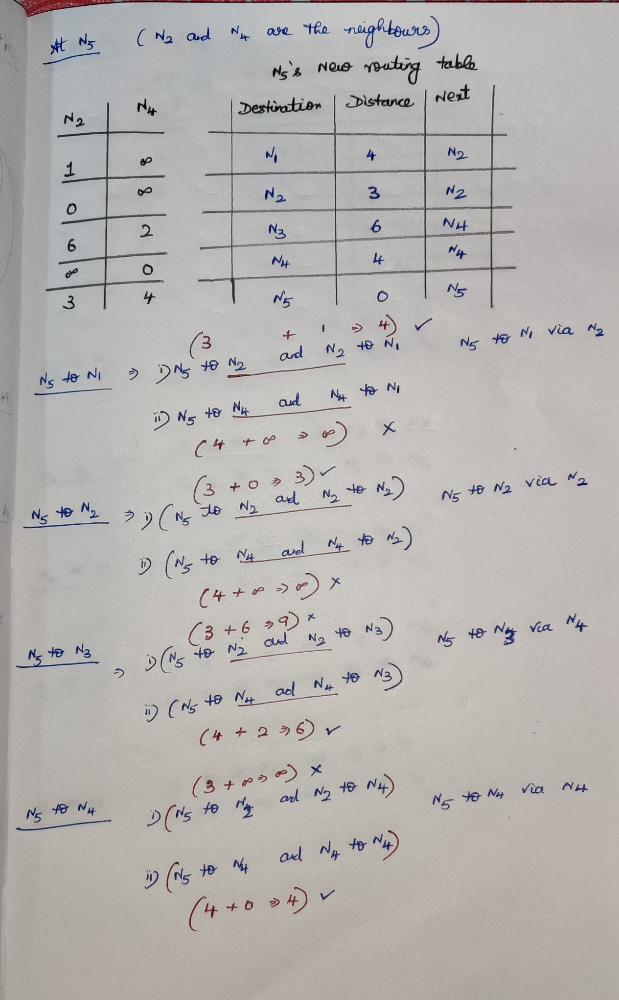 At N5 (N2 and N4 are the neighbours)
N5's New routing table
N2 N4 Destination Distance Next
1 ∞ N1 4 N2
0 ∞ N2 3 N2
6 2 N3 6 N4
∞ 0 N4 4 N4
3 4 N5 0 N5
(3 + 1 ⇒ 4) ✓
N5 to N1 ⇒ i) N5 to N2 and N2 to N1 N5 to N1 via N2
ii) N5 to N4 and N4 to N1
(4 + ∞ ⇒ ∞) ×
(3 + 0 ⇒ 3) ✓
N5 to N2 ⇒ i) (N5 to N2 and N2 to N2) N5 to N2 via N2
ii) (N5 to N4 and N4 to N2)
(4 + ∞ ⇒ ∞) ×
(3 + 6 ⇒ 9) ×
N5 to N3 ⇒ i) (N5 to N2 and N2 to N3) N5 to N3 via N4
ii) (N5 to N4 and N4 to N3)
(4 + 2 ⇒ 6) ✓
(3 + ∞ ⇒ ∞) ×
N5 to N4 i) (N5 to N2 and N2 to N4) N5 to N4 via N4
ii) (N5 to N4 and N4 to N4)
(4 + 0 ⇒ 4) ✓